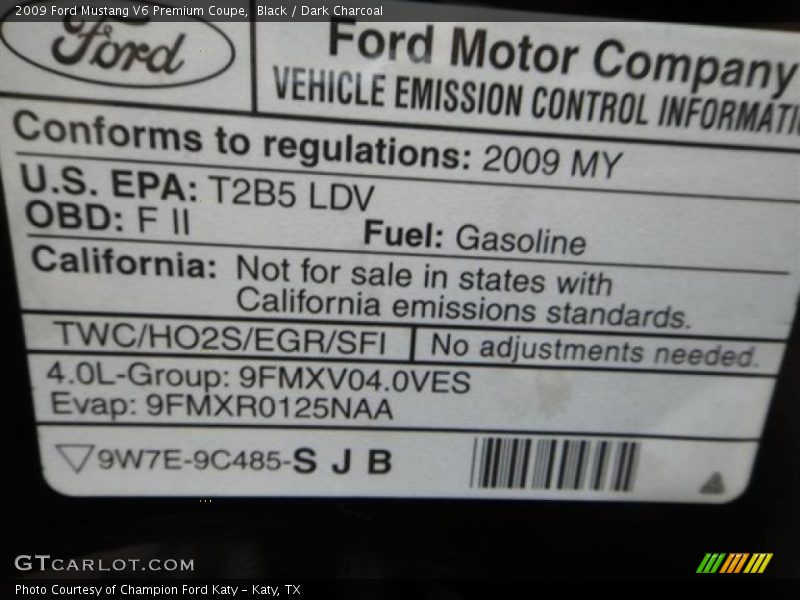 2009 Ford Mustang V6 Premium Coupe, Black / Dark Charcoal
Ford
Ford Motor Company
VEHICLE EMISSION CONTROL INFORMATI
Conforms to regulations: 2009 MY
U.S. EPA: T2B5 LDV
OBD: F II
Fuel: Gasoline
California: Not for sale in states with
California emissions standards.
TWC/HO2S/EGR/SFI
No adjustments needed.
4.0L-Group: 9FMXV04.0VES
Evap: 9FMXR0125NAA
9W7E-9C485-S J B
GTCARLOT.COM
Photo Courtesy of Champion Ford Katy - Katy, TX